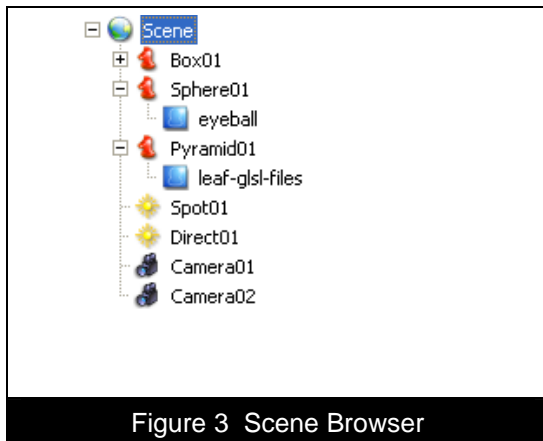 Scene
Box01
Sphere01
eyeball
Pyramid01
leaf-glsl-files
Spot01
Direct01
Camera01
Camera02
Figure 3 Scene Browser